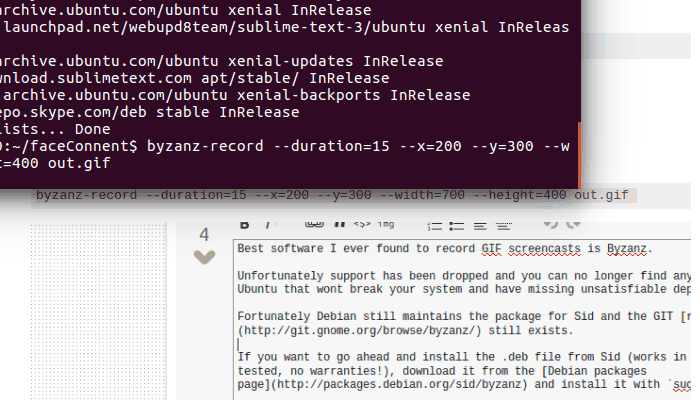 archive.ubuntu.com/ubuntu xenial InRelease
launchpad.net/webupd8team/sublime-text-3/ubuntu xenial InReleas
archive.ubuntu.com/ubuntu xenial-updates InRelease
wnload.sublimetext.com apt/stable/ InRelease
archive.ubuntu.com/ubuntu xenial-backports InRelease
epo.skype.com/deb stable InRelease
ists... Done
:~/faceConnent$ byzanz-record --duration=15 --x=200 --y=300 --w
t=400 out.gif
byzanz-record --duration=15 --x=200 --y=300 --width=700 --height=400 out.gif
4
B I <$> img
Best software I ever found to record GIF screencasts is Byzanz.
Unfortunately support has been dropped and you can no longer find any
Ubuntu that wont break your system and have missing unsatisfiable dep
Fortunately Debian still maintains the package for Sid and the GIT [r
(http://git.gnome.org/browse/byzanz/) still exists.
If you want to go ahead and install the .deb file from Sid (works in
tested, no warranties!), download it from the [Debian packages
page](http://packages.debian.org/sid/byzanz) and install it with `sud